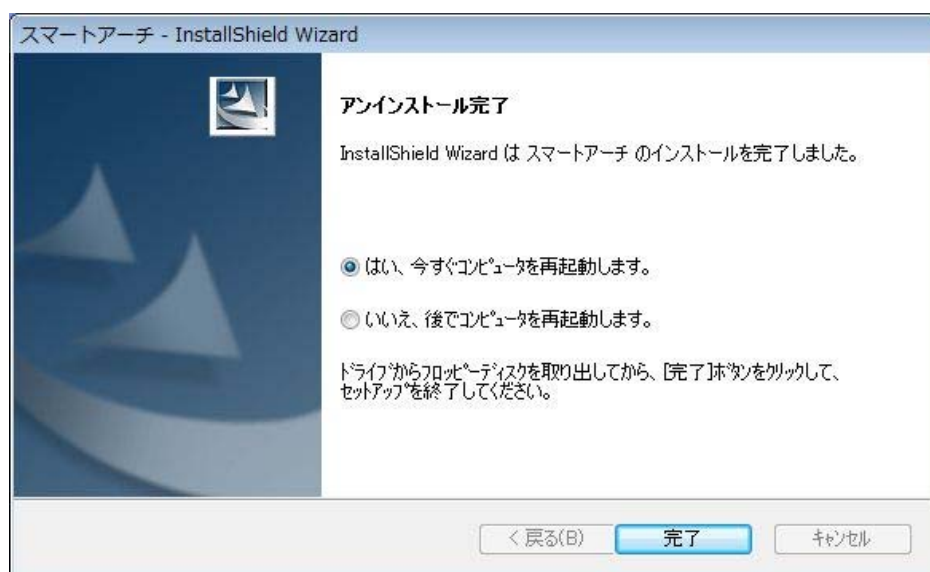 スマートアーチ - InstallShield Wizard
アンインストール完了
InstallShield Wizard は スマートアーチ のインストールを完了しました。
はい、今すぐｺﾝﾋﾟｭｰﾀを再起動します。
いいえ、後でｺﾝﾋﾟｭｰﾀを再起動します。
ﾄﾞﾗｲﾌﾞからﾌﾛｯﾋﾟｰﾃﾞｨｽｸを取り出してから、[完了]ﾎﾞﾀﾝをｸﾘｯｸして、
ｾｯﾄｱｯﾌﾟを終了してください。
< 戻る(B)
完了
ｷｬﾝｾﾙ